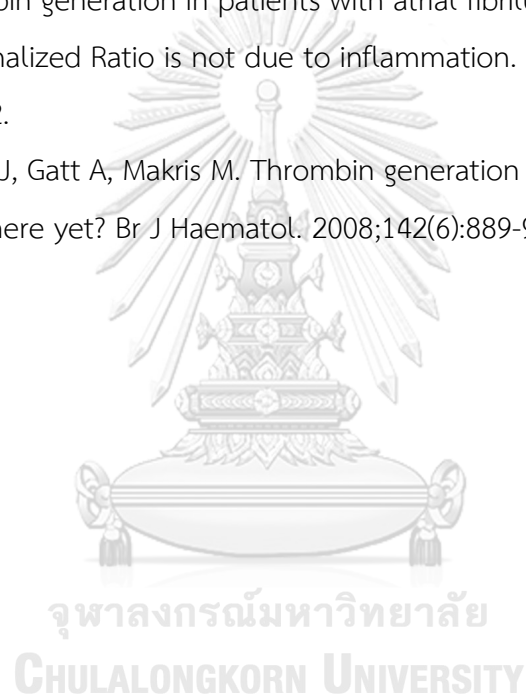 bin generation in patients with atrial fibril
nalized Ratio is not due to inflammation.
2.
J, Gatt A, Makris M. Thrombin generation
here yet? Br J Haematol. 2008;142(6):889-9
จุฬาลงกรณ์มหาวิทยาลัย
CHULALONGKORN UNIVERSITY